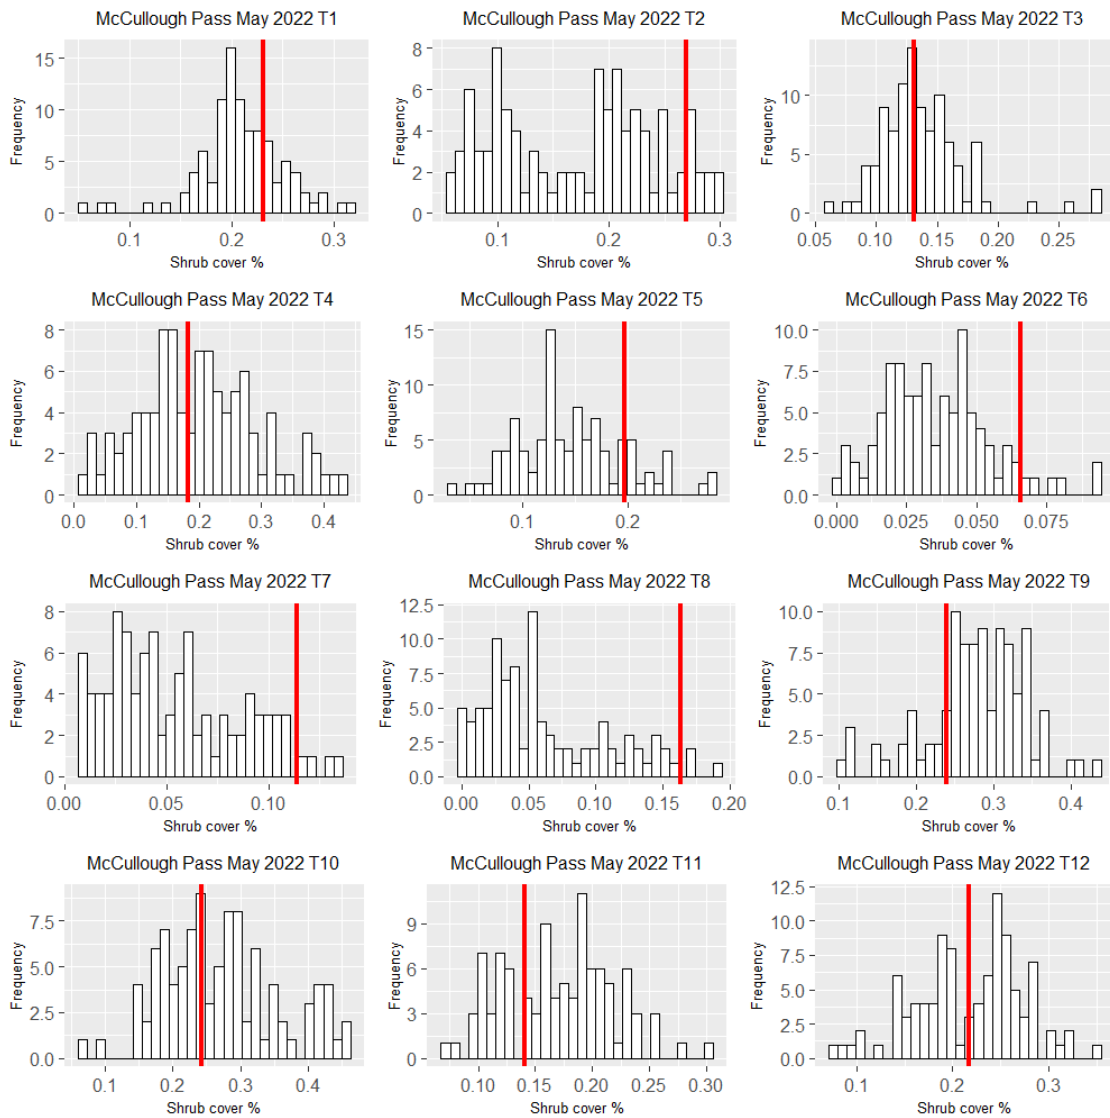 McCullough Pass May 2022 T1
McCullough Pass May 2022 T2
McCullough Pass May 2022 T3
15
10
5
0
Frequency
0.1 0.2 0.3
Shrub cover %
8
6
4
2
0
Frequency
0.1 0.2 0.3
Shrub cover %
10
5
0
Frequency
0.05 0.10 0.15 0.20 0.25
Shrub cover %
McCullough Pass May 2022 T4
McCullough Pass May 2022 T5
McCullough Pass May 2022 T6
8
6
4
2
0
Frequency
0.0 0.1 0.2 0.3 0.4
Shrub cover %
15
10
5
0
Frequency
0.1 0.2
Shrub cover %
10.0
7.5
5.0
2.5
0.0
Frequency
0.000 0.025 0.050 0.075
Shrub cover %
McCullough Pass May 2022 T7
McCullough Pass May 2022 T8
McCullough Pass May 2022 T9
8
6
4
2
0
Frequency
0.00 0.05 0.10
Shrub cover %
12.5
10.0
7.5
5.0
2.5
0.0
Frequency
0.00 0.05 0.10 0.15 0.20
Shrub cover %
10.0
7.5
5.0
2.5
0.0
Frequency
0.1 0.2 0.3 0.4
Shrub cover %
McCullough Pass May 2022 T10
McCullough Pass May 2022 T11
McCullough Pass May 2022 T12
7.5
5.0
2.5
0.0
Frequency
0.1 0.2 0.3 0.4
Shrub cover %
9
6
3
0
Frequency
0.10 0.15 0.20 0.25 0.30
Shrub cover %
12.5
10.0
7.5
5.0
2.5
0.0
Frequency
0.1 0.2 0.3
Shrub cover %